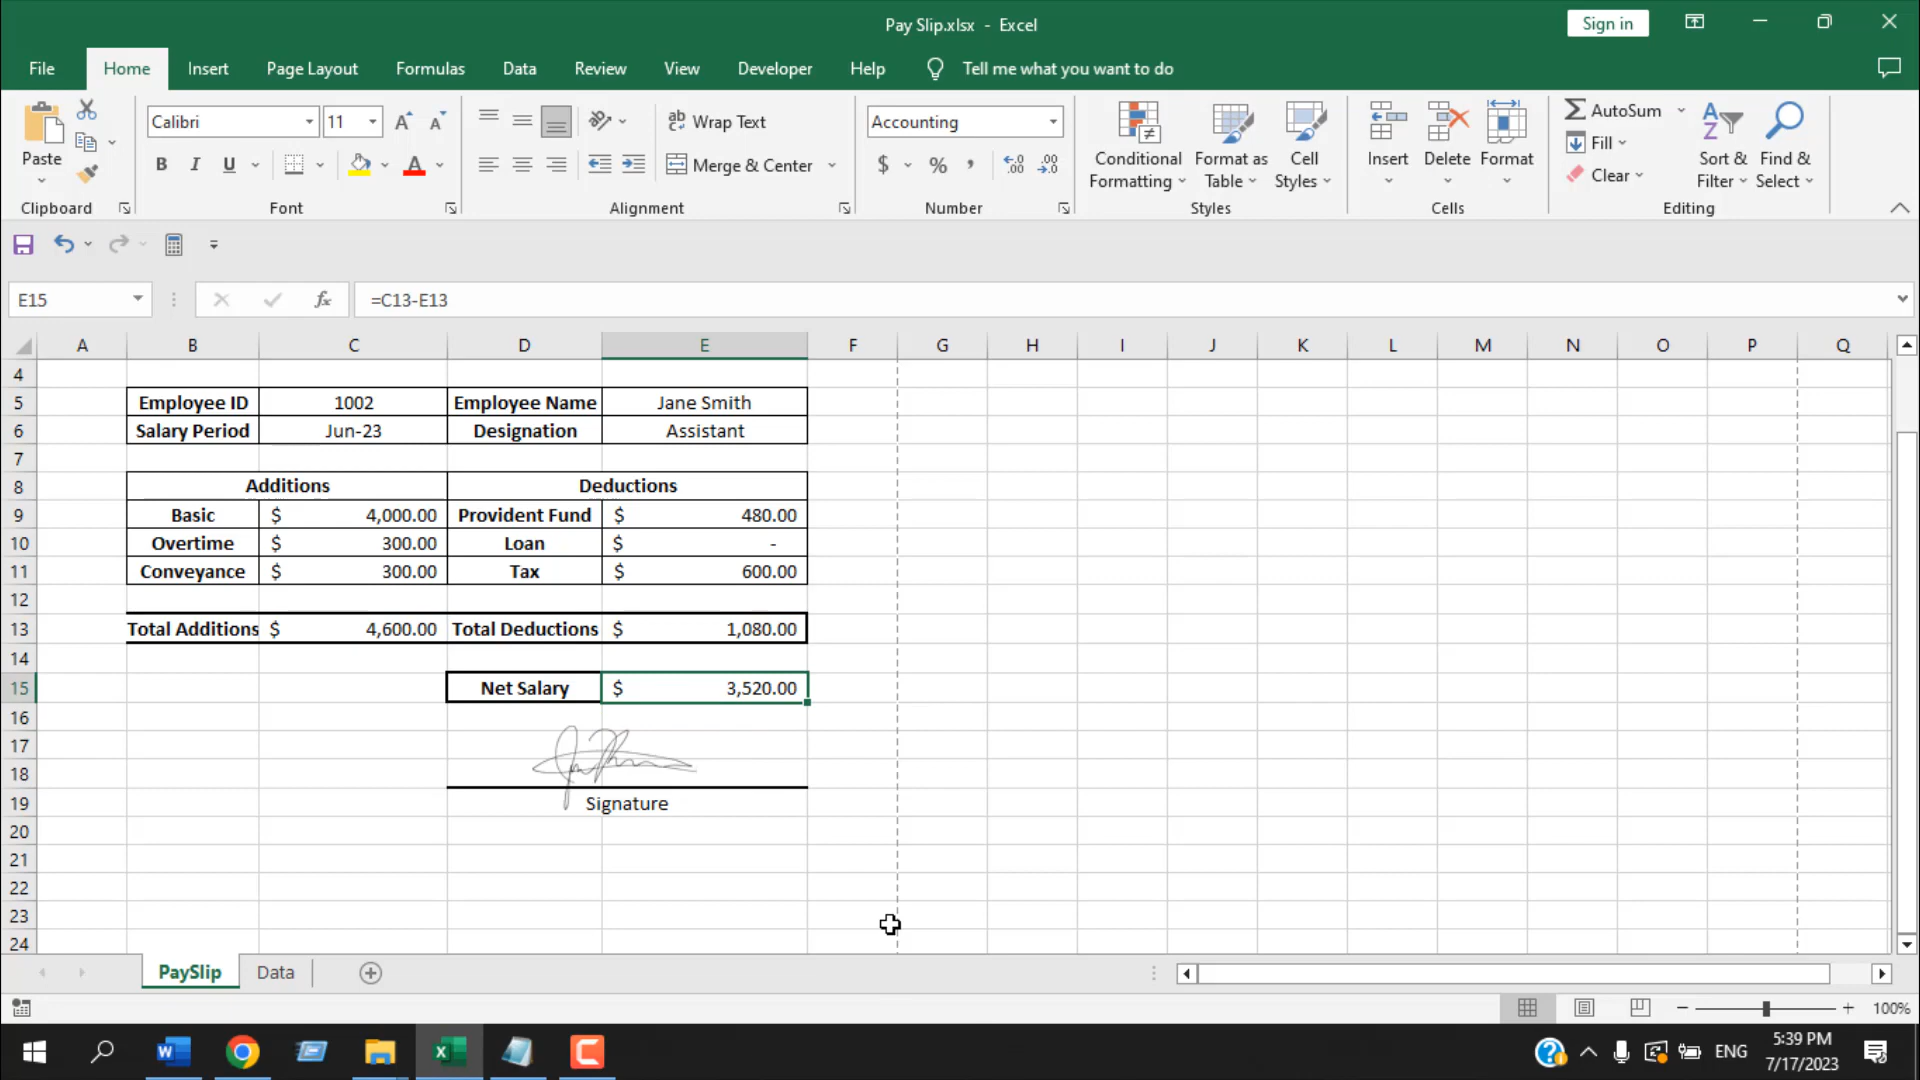 Pay Slip.xlsx - Excel
Sign in
File Home Insert Page Layout Formulas Data Review View Developer Help Tell me what you want to do
Paste
Clipboard
Calibri 11
B I U
Font
Wrap Text
Merge & Center
Alignment
Accounting
$ % ,
Number
Conditional Formatting
Format as Table
Cell Styles
Styles
Insert Delete Format
Cells
AutoSum
Fill
Clear
Sort & Filter
Find & Select
Editing
E15 fx =C13-E13
A B C D E F G H I J K L M N O P Q
4
5 Employee ID 1002 Employee Name Jane Smith
6 Salary Period Jun-23 Designation Assistant
7
8 Additions Deductions
9 Basic $ 4,000.00 Provident Fund $ 480.00
10 Overtime $ 300.00 Loan $ -
11 Conveyance $ 300.00 Tax $ 600.00
12
13 Total Additions $ 4,600.00 Total Deductions $ 1,080.00
14
15 Net Salary $ 3,520.00
16
17
18
19 Signature
20
21
22
23
24
PaySlip Data
100%
ENG
5:39 PM
7/17/2023